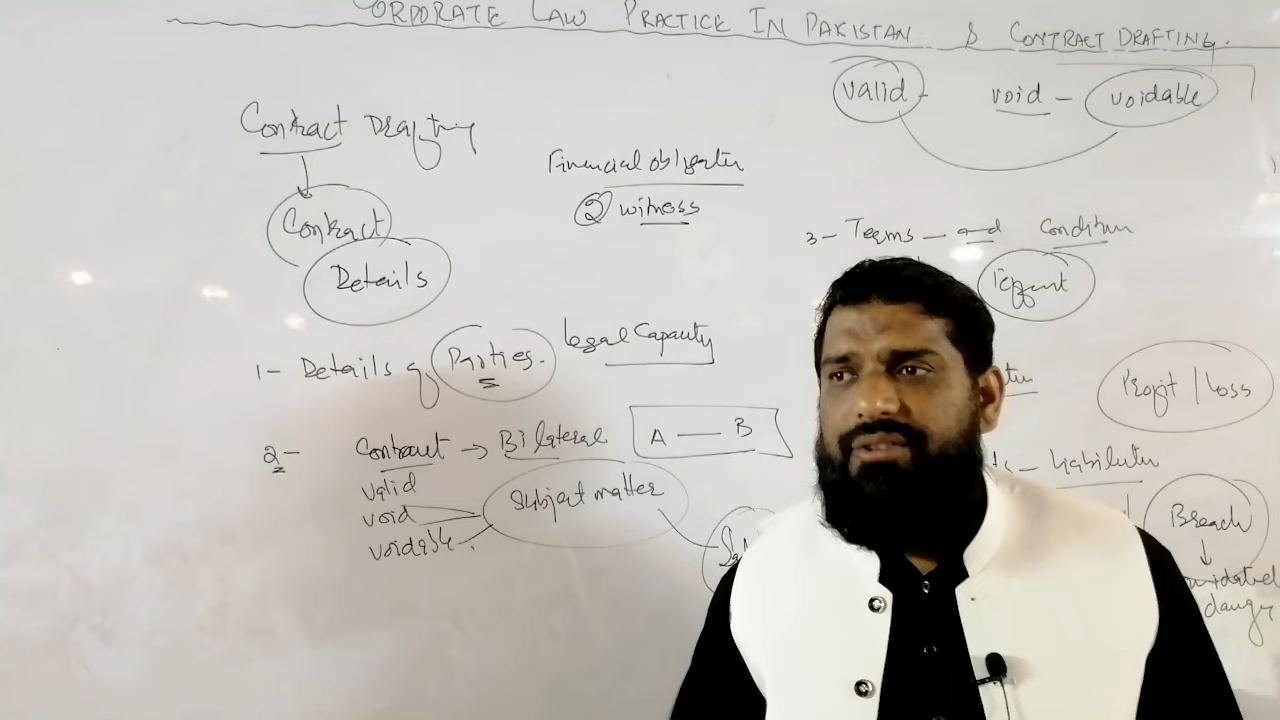 CORPORATE LAW PRACTICE IN PAKISTAN & CONTRACT DRAFTING.
Contract Drafting
Contract
Details
Financial obligation
2 witness
valid - void - voidable
1- Details of Parties. Legal Capacity
2- Contract → Bilateral A — B
valid
void
voidable.
Subject matter
3- Terms - and Condition
Profit / Loss
Breach